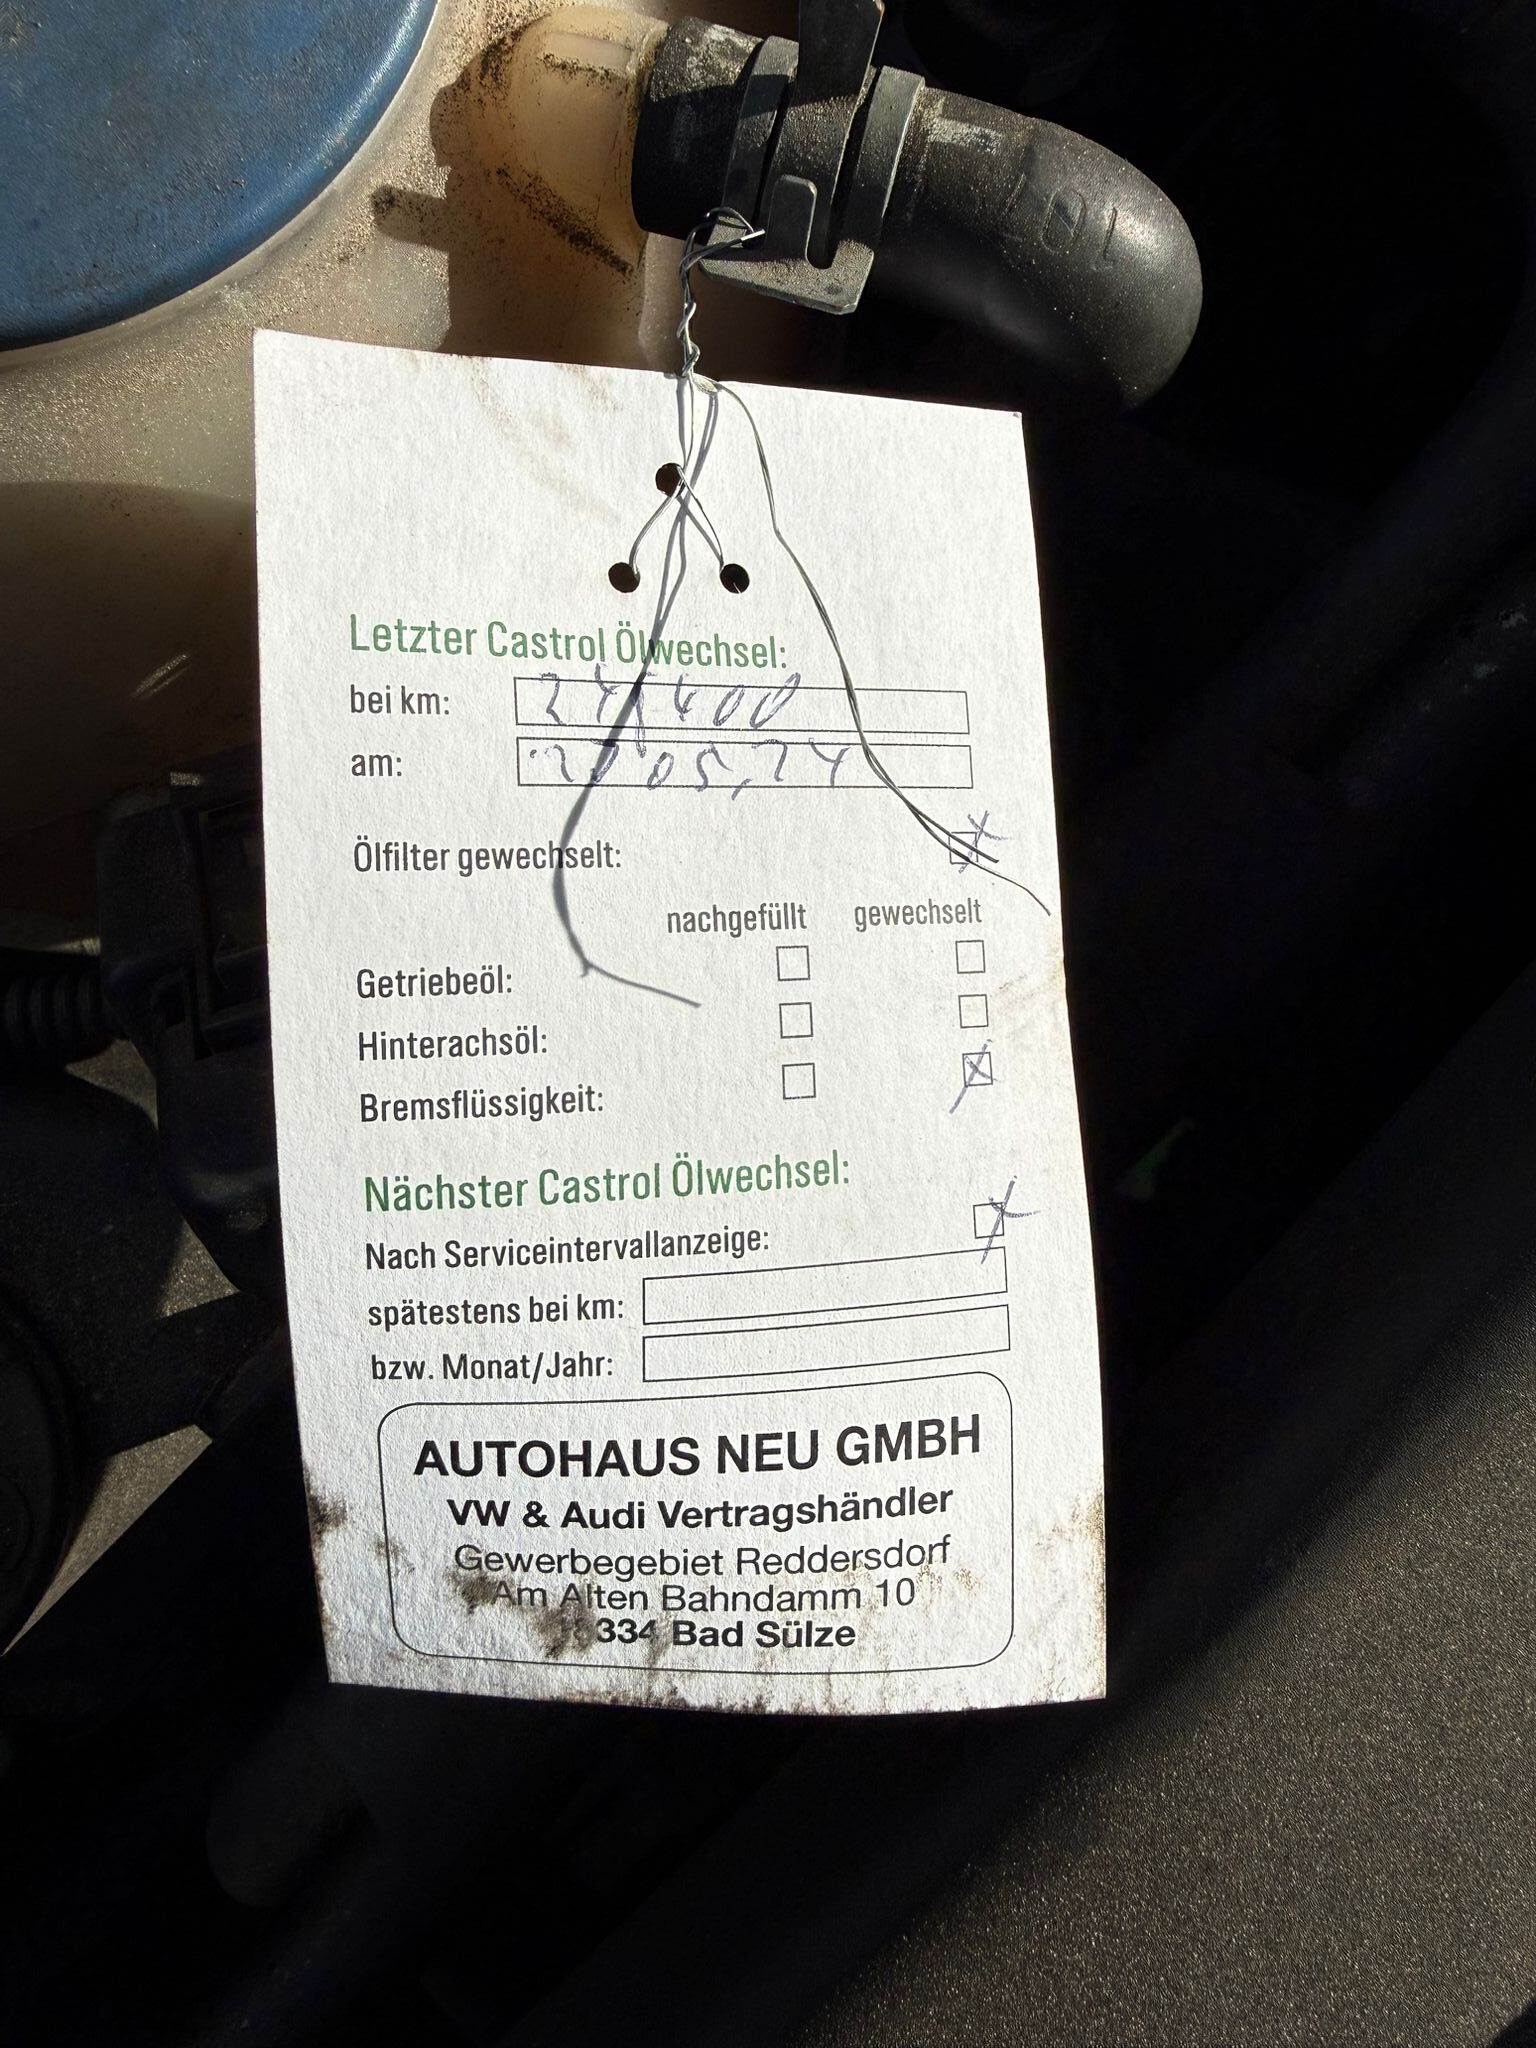 Letzter Castrol Ölwechsel:
bei km:
am:
Ölfilter gewechselt:
nachgefüllt gewechselt
Getriebeöl:
Hinterachsöl:
Bremsflüssigkeit:
Nächster Castrol Ölwechsel:
Nach Serviceintervallanzeige:
spätestens bei km:
bzw. Monat/Jahr:
AUTOHAUS NEU GMBH
VW & Audi Vertragshändler
Gewerbegebiet Reddersdorf
Am Alten Bahndamm 10
Bad Sülze